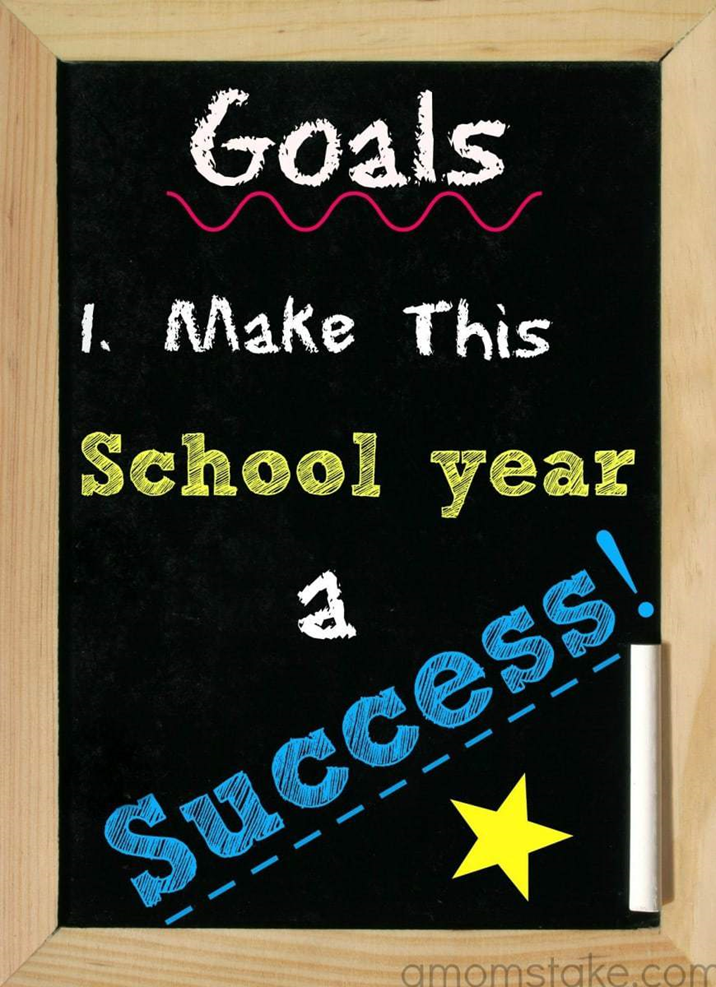 Goals
1. Make This
School year
a
Success!
amomstake.com